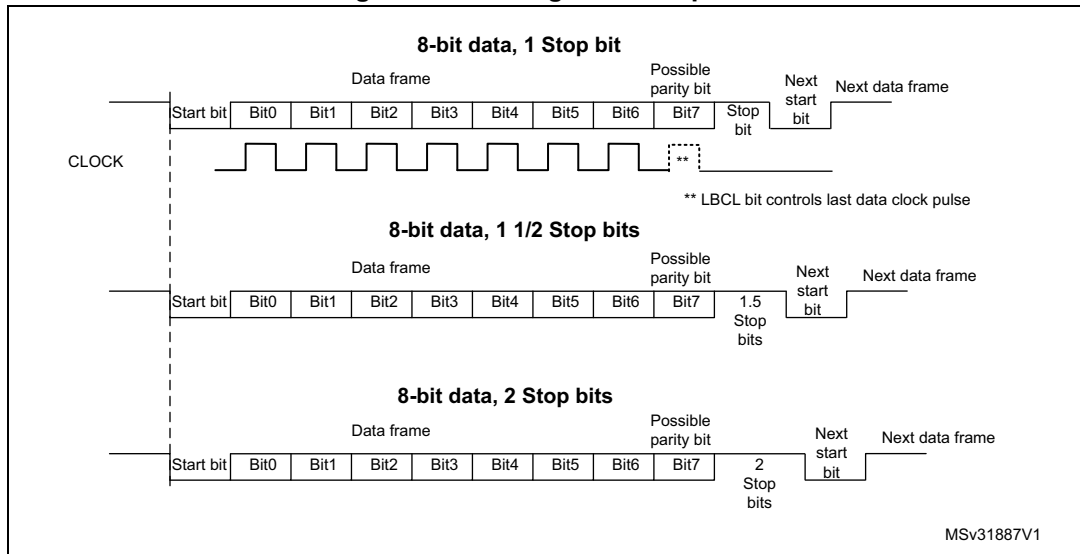 8-bit data, 1 Stop bit
Data frame
Possible
parity bit
Next
start
bit
Next data frame
Start bit Bit0 Bit1 Bit2 Bit3 Bit4 Bit5 Bit6 Bit7 Stop
bit
CLOCK
**
** LBCL bit controls last data clock pulse
8-bit data, 1 1/2 Stop bits
Data frame
Possible
parity bit
Next
start
bit
Next data frame
Start bit Bit0 Bit1 Bit2 Bit3 Bit4 Bit5 Bit6 Bit7 1.5
Stop
bits
8-bit data, 2 Stop bits
Data frame
Possible
parity bit
Next
start
bit
Next data frame
Start bit Bit0 Bit1 Bit2 Bit3 Bit4 Bit5 Bit6 Bit7 2
Stop
bits
MSv31887V1